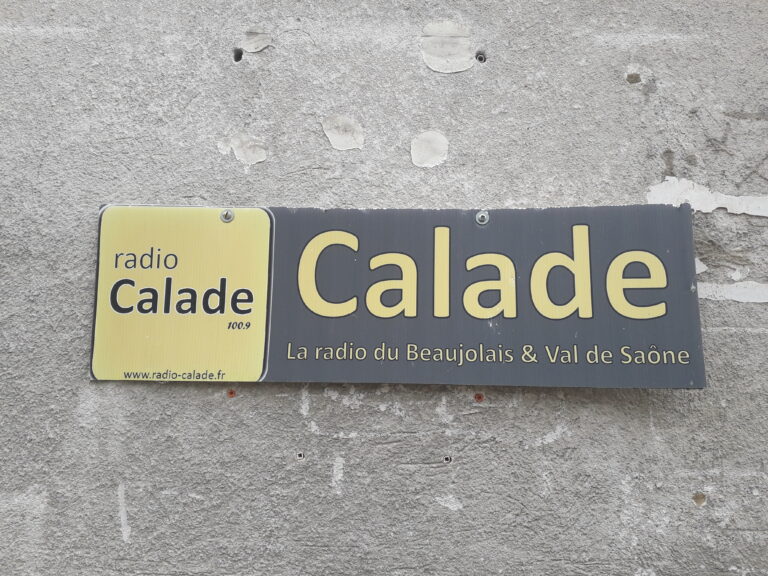 radio
Calade
100.9
www.radio-calade.fr
Calade
La radio du Beaujolais & Val de Saône